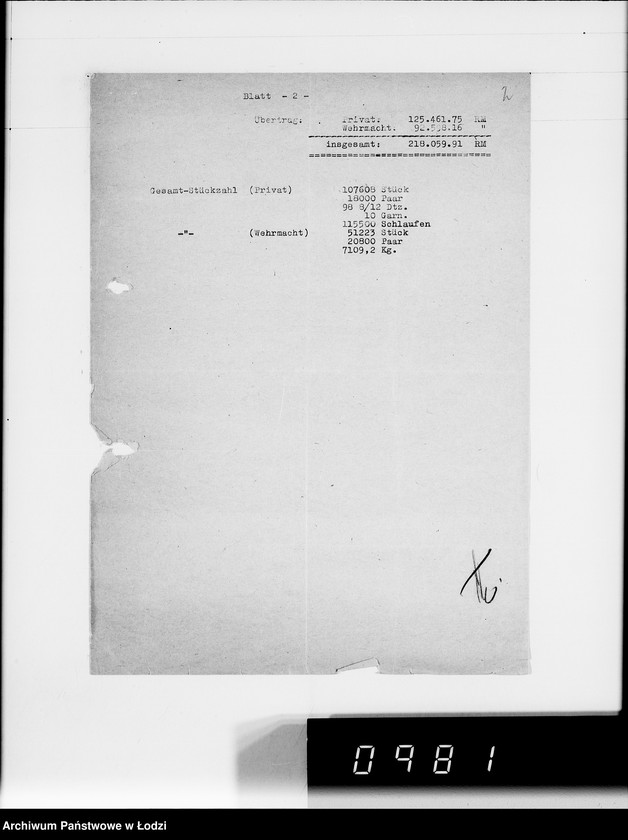 Blatt - 2 -
2
Übertrag: Privat: 125.461.75 RM
Wehrmacht: 92.598.16 "
insgesamt: 218.059.91 RM
Gesamt-Stückzahl (Privat) 107608 Stück
18000 Paar
98 8/12 Dtz.
10 Garn.
115500 Schlaufen
-"- (Wehrmacht) 51223 Stück
20800 Paar
7109,2 Kg.
0981
Archiwum Państwowe w Łodzi